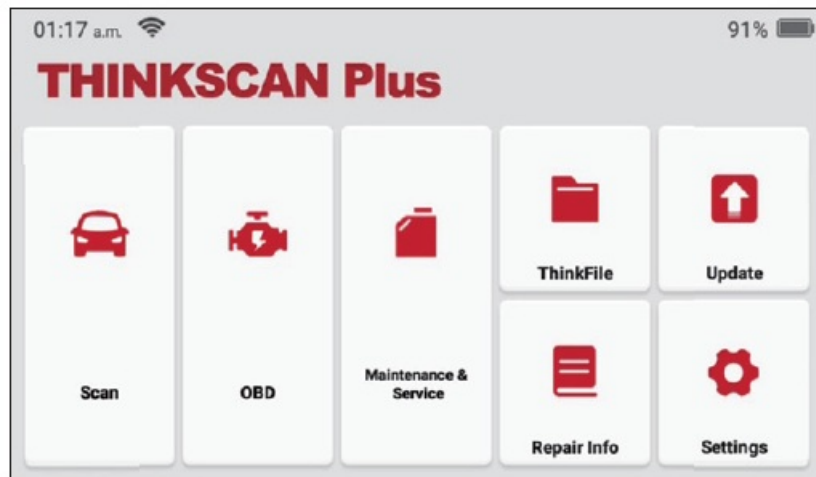 01:17 a.m.
91%
THINKSCAN Plus
Scan
OBD
Maintenance &
Service
ThinkFile
Update
Repair Info
Settings